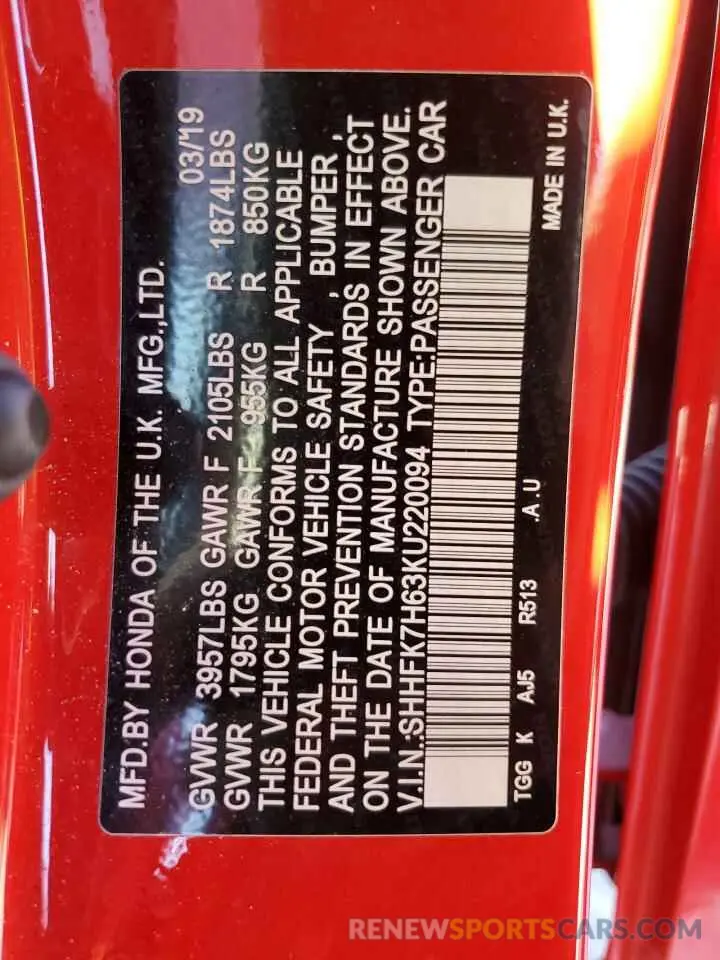 MFD.BY HONDA OF THE U.K. MFG.,LTD. 03/'19
GVWR 3957LBS GAWR F 2105LBS R 1874LBS
GVWR 1795KG GAWR F 955KG R 850KG
THIS VEHICLE CONFORMS TO ALL APPLICABLE
FEDERAL MOTOR VEHICLE SAFETY , BUMPER ,
AND THEFT PREVENTION STANDARDS IN EFFECT
ON THE DATE OF MANUFACTURE SHOWN ABOVE.
V.I.N.:SHHFK7H63KU220094 TYPE:PASSENGER CAR
TGG K AJ5 R513 .A .U MADE IN U.K.
RENEWSPORTSCARS.COM